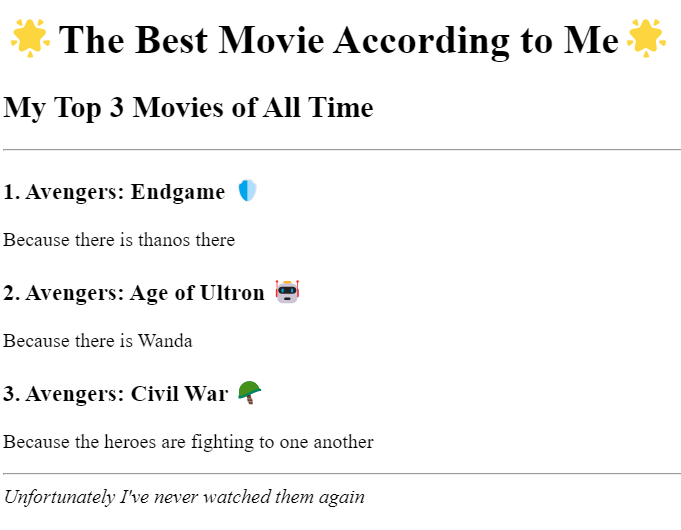 🌟 The Best Movie According to Me 🌟
My Top 3 Movies of All Time
1. Avengers: Endgame 🛡️
Because there is thanos there
2. Avengers: Age of Ultron 🤖
Because there is Wanda
3. Avengers: Civil War 🪖
Because the heroes are fighting to one another
Unfortunately I've never watched them again